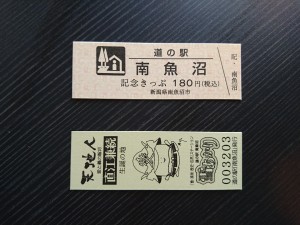 道の駅
南魚沼
記念きっぷ 180円(税込)
新潟県南魚沼市
記・南魚沼
天地人
直江兼続
生誕の地
003203